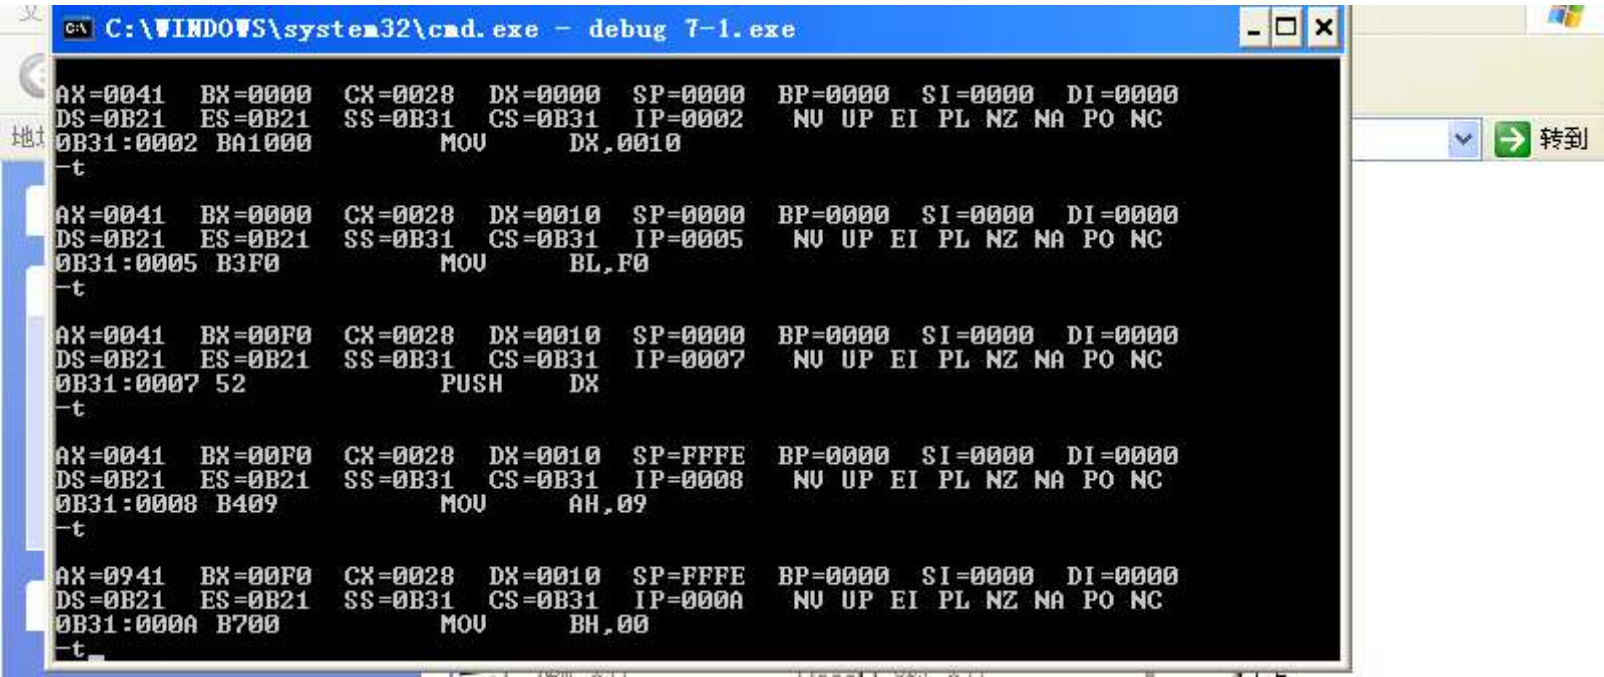 C:\WINDOWS\system32\cmd.exe - debug 7-1.exe
AX=0041 BX=0000 CX=0028 DX=0000 SP=0000 BP=0000 SI=0000 DI=0000
DS=0B21 ES=0B21 SS=0B31 CS=0B31 IP=0002 NV UP EI PL NZ NA PO NC
0B31:0002 BA1000 MOV DX,0010
-t
AX=0041 BX=0000 CX=0028 DX=0010 SP=0000 BP=0000 SI=0000 DI=0000
DS=0B21 ES=0B21 SS=0B31 CS=0B31 IP=0005 NV UP EI PL NZ NA PO NC
0B31:0005 B3F0 MOV BL,F0
-t
AX=0041 BX=00F0 CX=0028 DX=0010 SP=0000 BP=0000 SI=0000 DI=0000
DS=0B21 ES=0B21 SS=0B31 CS=0B31 IP=0007 NV UP EI PL NZ NA PO NC
0B31:0007 52 PUSH DX
-t
AX=0041 BX=00F0 CX=0028 DX=0010 SP=FFFE BP=0000 SI=0000 DI=0000
DS=0B21 ES=0B21 SS=0B31 CS=0B31 IP=0008 NV UP EI PL NZ NA PO NC
0B31:0008 B409 MOV AH,09
-t
AX=0941 BX=00F0 CX=0028 DX=0010 SP=FFFE BP=0000 SI=0000 DI=0000
DS=0B21 ES=0B21 SS=0B31 CS=0B31 IP=000A NV UP EI PL NZ NA PO NC
0B31:000A B700 MOV BH,00
-t_
转到